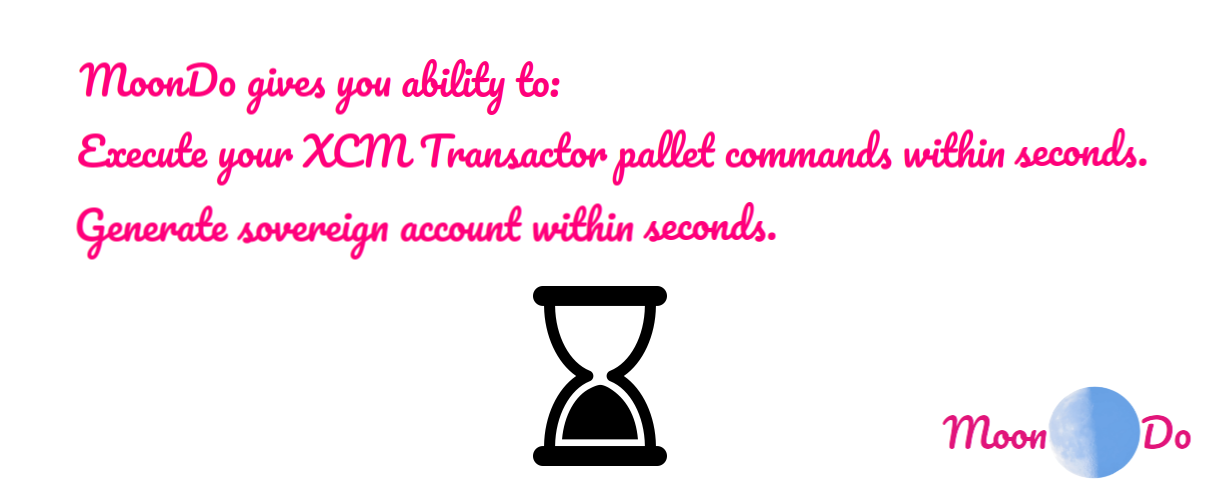 MoonDo gives you ability to:
Execute your XCM Transactor pallet commands within seconds.
Generate sovereign account within seconds.
Moon Do